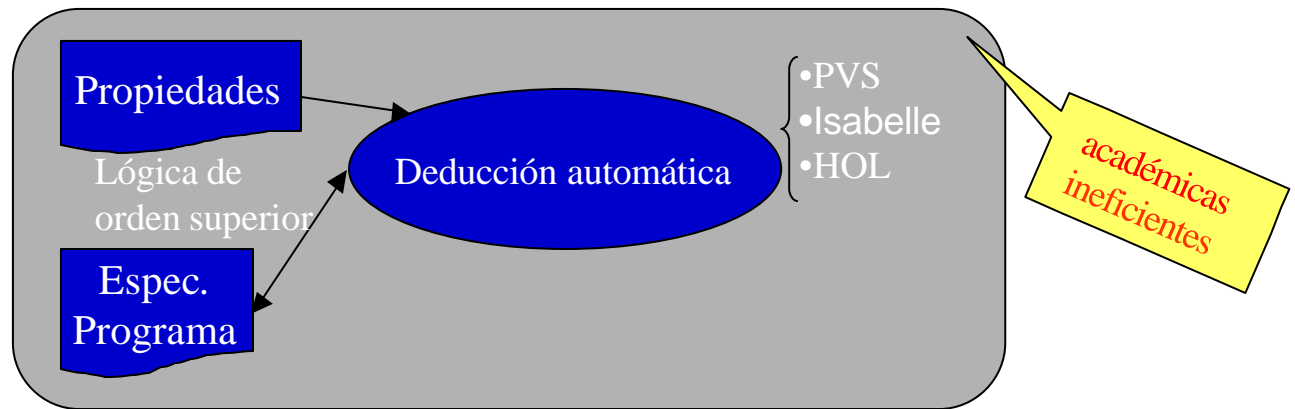 Propiedades
Lógica de
orden superior
Espec.
Programa
Deducción automática
•PVS
•Isabelle
•HOL
académicas
ineficientes